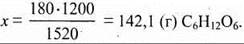 x = 180·1200 / 1520 = 142,1 (г) C₆H₁₂O₆.